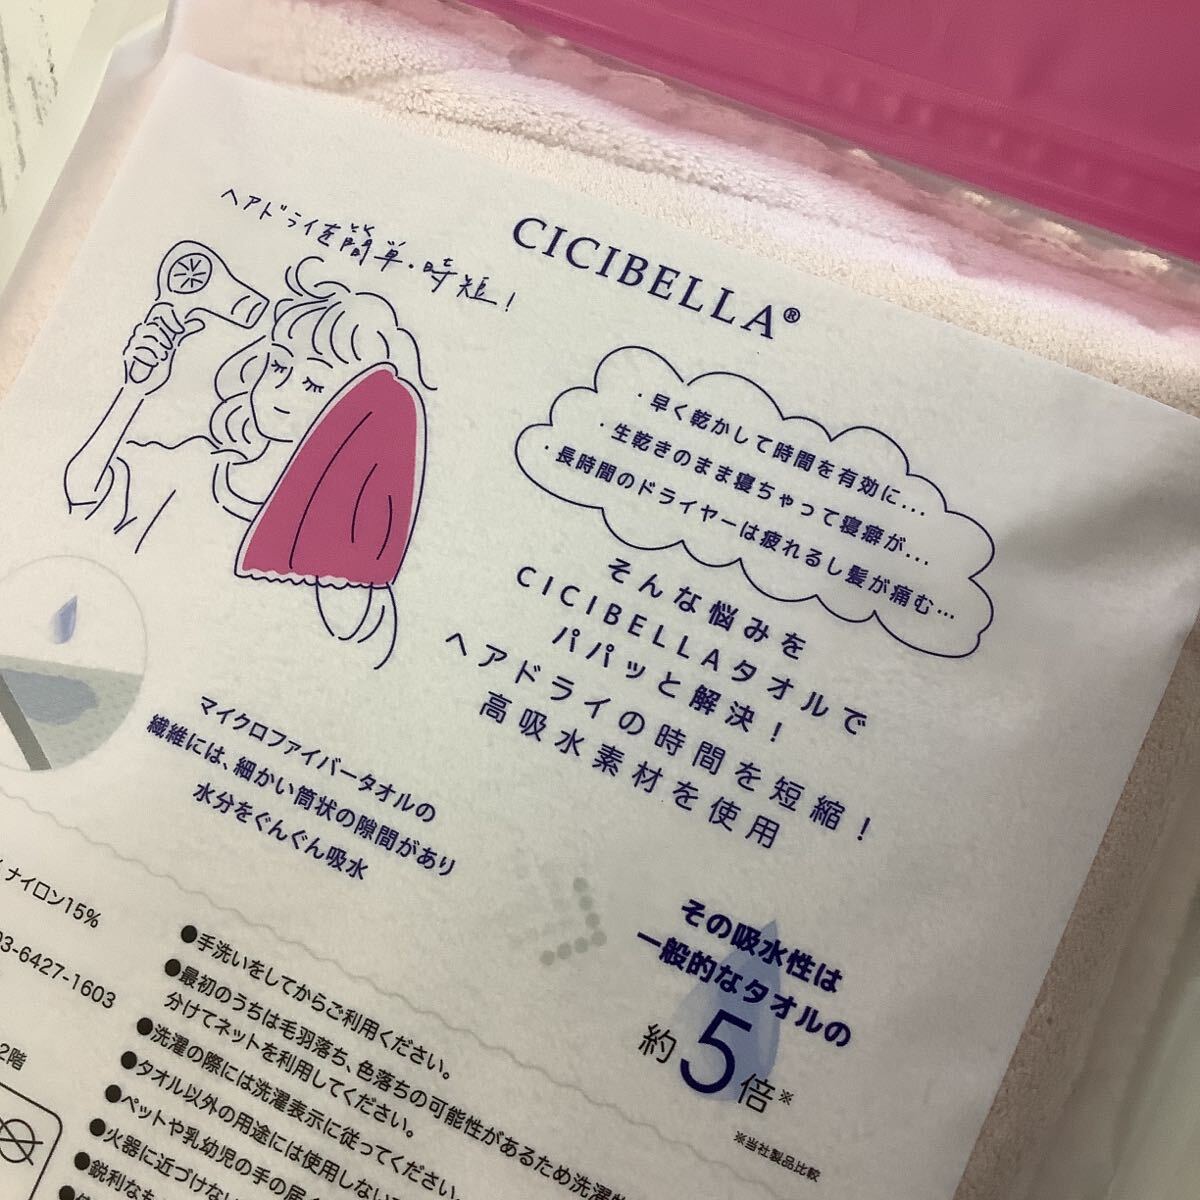 ヘアドライを簡単・時短!
CICIBELLA®
・早く乾かして時間を有効に...
・生乾きのまま寝ちゃって寝癖が...
・長時間のドライヤーは疲れるし髪が痛む...
そんな悩みを
CICIBELLAタオルで
パパッと解決!
ヘアドライの時間を短縮!
高吸水素材を使用
マイクロファイバータオルの
繊維には、細かい筒状の隙間があり
水分をぐんぐん吸水
その吸水性は
一般的なタオルの
約5倍※
※当社製品比較
ナイロン15%
03-6427-1603
2階
●手洗いをしてからご利用ください。
●最初のうちは毛羽落ち、色落ちの可能性があるため洗濯物
分けてネットを利用してください。
●洗濯の際には洗濯表示に従ってください。
●タオル以外の用途には使用しない
●ペットや乳幼児の手の届く
●火器に近づけない
●鋭利なも